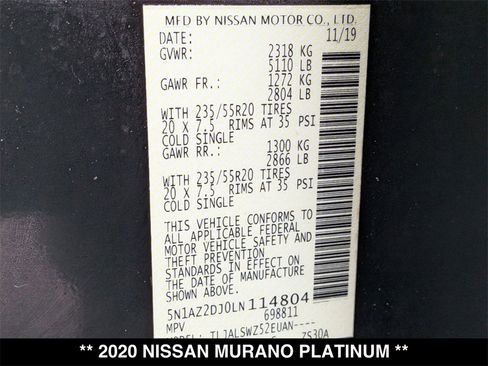 MFD BY NISSAN MOTOR CO., LTD.
DATE: 11/19
GVWR: 2318 KG
5110 LB
GAWR FR.: 1272 KG
2804 LB
WITH 235/55R20 TIRES
20 X 7.5 RIMS AT 35 PSI
COLD SINGLE
GAWR RR.: 1300 KG
2866 LB
WITH 235/55R20 TIRES
20 X 7.5 RIMS AT 35 PSI
COLD SINGLE
THIS VEHICLE CONFORMS TO
ALL APPLICABLE FEDERAL
MOTOR VEHICLE SAFETY AND
THEFT PREVENTION
STANDARDS IN EFFECT ON
THE DATE OF MANUFACTURE
SHOWN ABOVE.
5N1AZ2DJ0LN114804
MPV 698811
TLJALSWZ52EUAN----
ZS30A
** 2020 NISSAN MURANO PLATINUM **